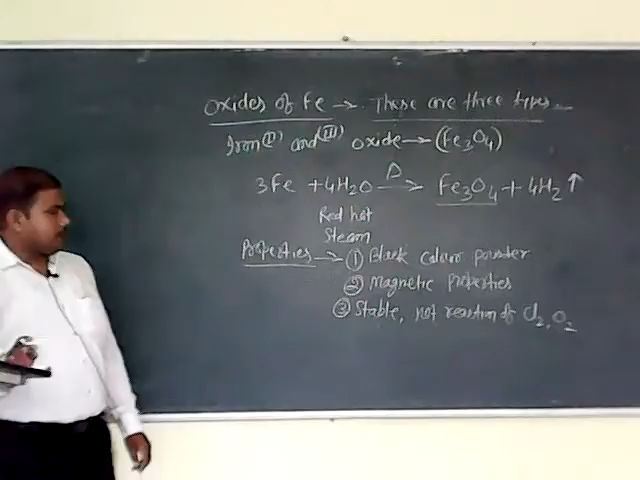 Oxides of Fe → These are three types
Iron (II) and (III) oxide → (Fe3O4)
3Fe + 4H2O Δ→ Fe3O4 + 4H2 ↑
Red hot
Steam
Properties → ① Black colour powder
② Magnetic properties
③ Stable, not reaction of Cl2, O2